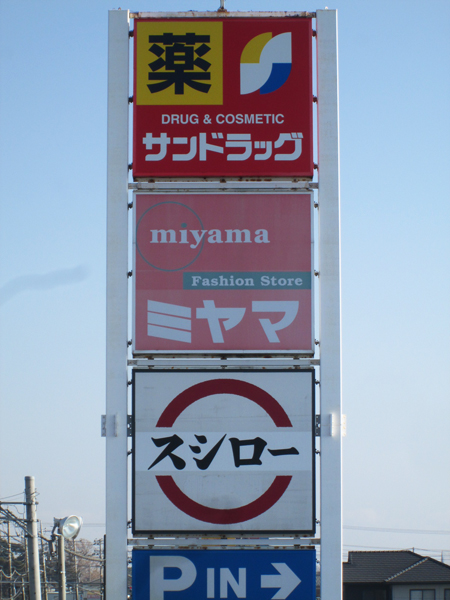 薬
DRUG & COSMETIC
サンドラッグ
miyama
Fashion Store
ミヤマ
スシロー
P IN →